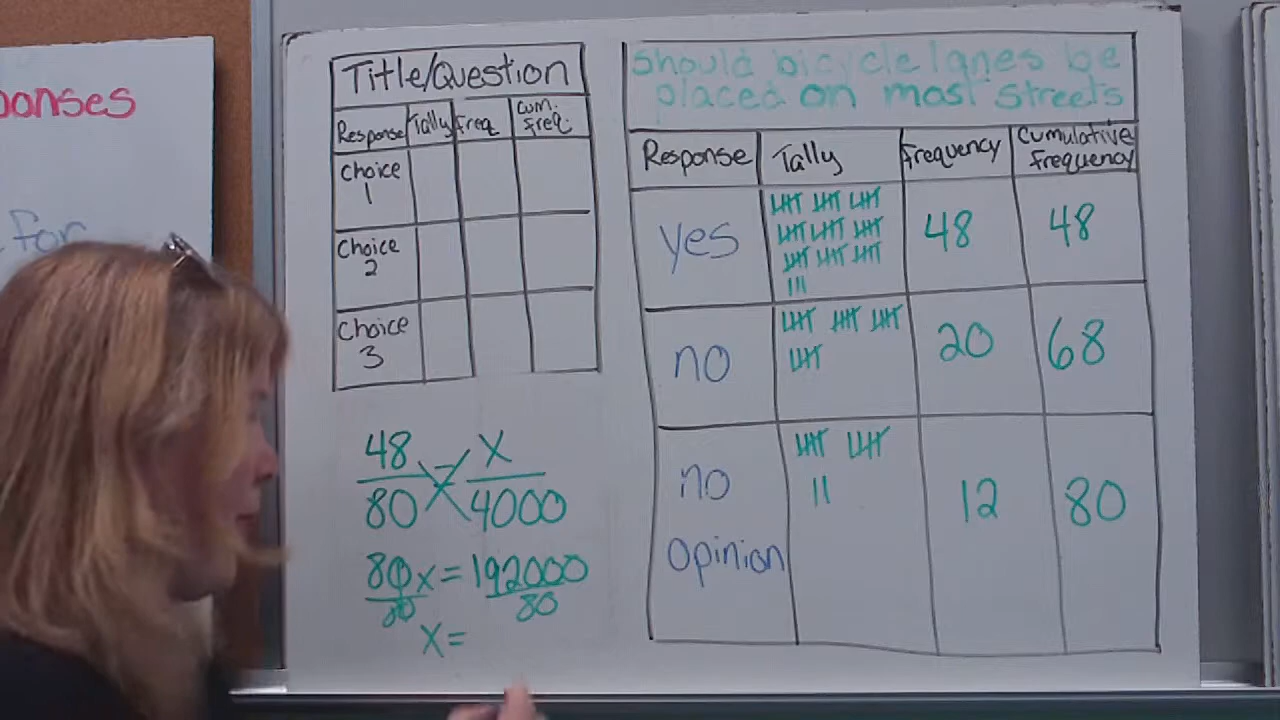 ponses
for
Title/Question
Response Tally Freq. Cum. freq.
Choice 1
Choice 2
Choice 3
48/80 = X/4000
80x = 192000
80 80
X =
Should bicycle lanes be
placed on most streets
Response Tally Frequency Cumulative Frequency
yes 48 48
no 20 68
no opinion 12 80